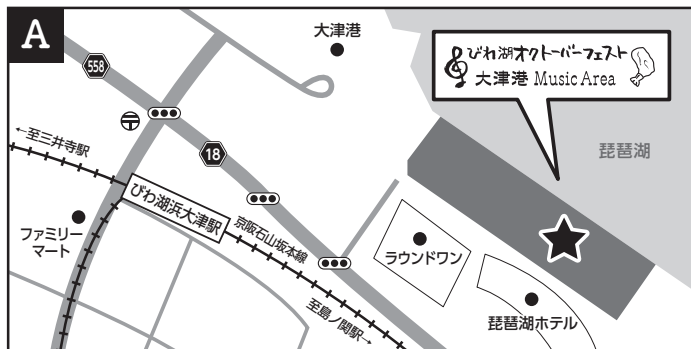 A
大津港
びわ湖オクトーバーフェスト
大津港 Music Area
558
〒
←至三井寺駅
18
琵琶湖
びわ湖浜大津駅
京阪石山坂本線
ファミリー
マート
ラウンドワン
至島ノ関駅→
琵琶湖ホテル